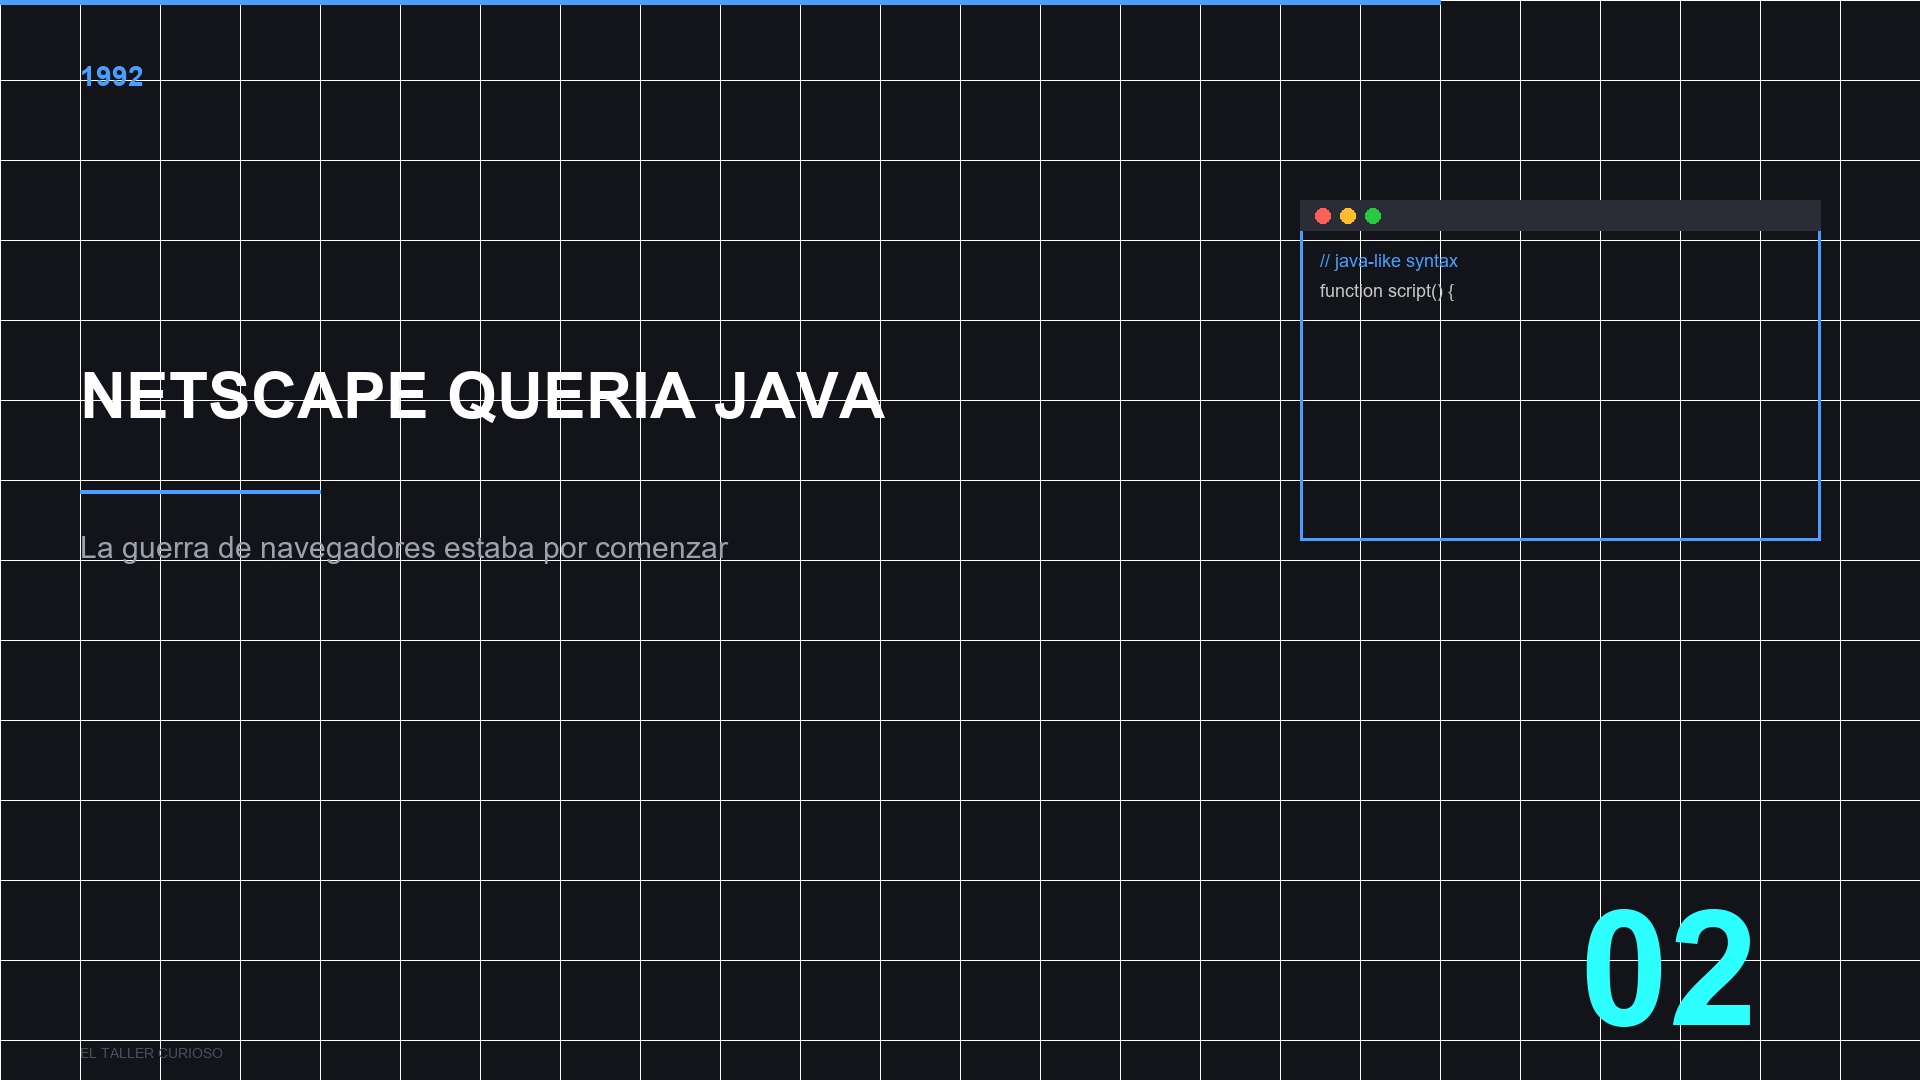 1992
// java-like syntax
function script() {
NETSCAPE QUERIA JAVA
La guerra de navegadores estaba por comenzar
02
EL TALLER CURIOSO